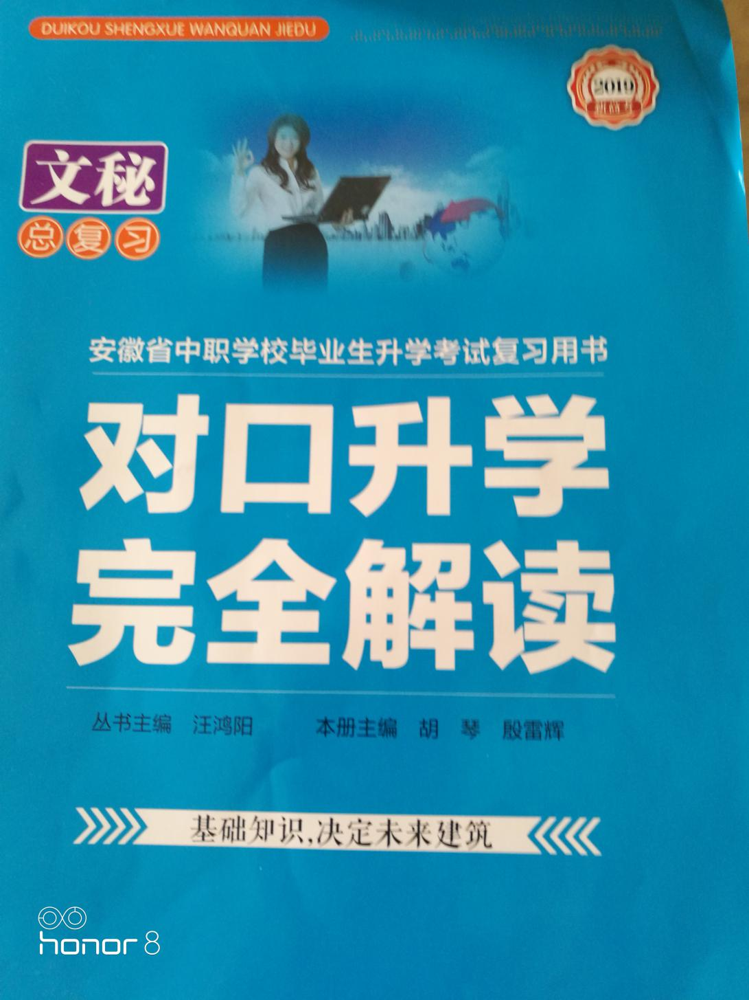 DUIKOU SHENGXUE WANQUAN JIEDU
2019
文秘
总复习
安徽省中职学校毕业生升学考试复习用书
对口升学
完全解读
丛书主编 汪鸿阳 本册主编 胡 琴 殷雷辉
基础知识,决定未来建筑
honor 8